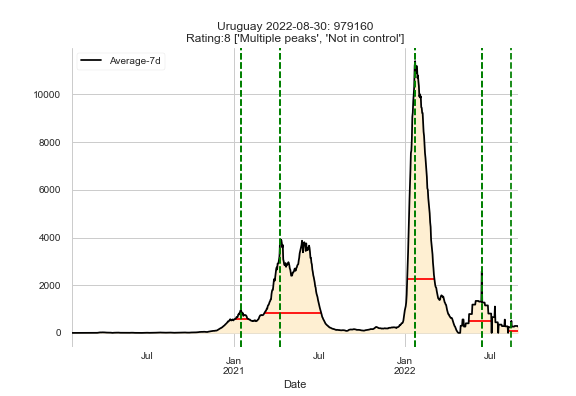 Uruguay 2022-08-30: 979160
Rating:8 ['Multiple peaks', 'Not in control']
Average-7d
10000
8000
6000
4000
2000
0
Jul
Jan
2021
Jul
Jan
2022
Jul
Date